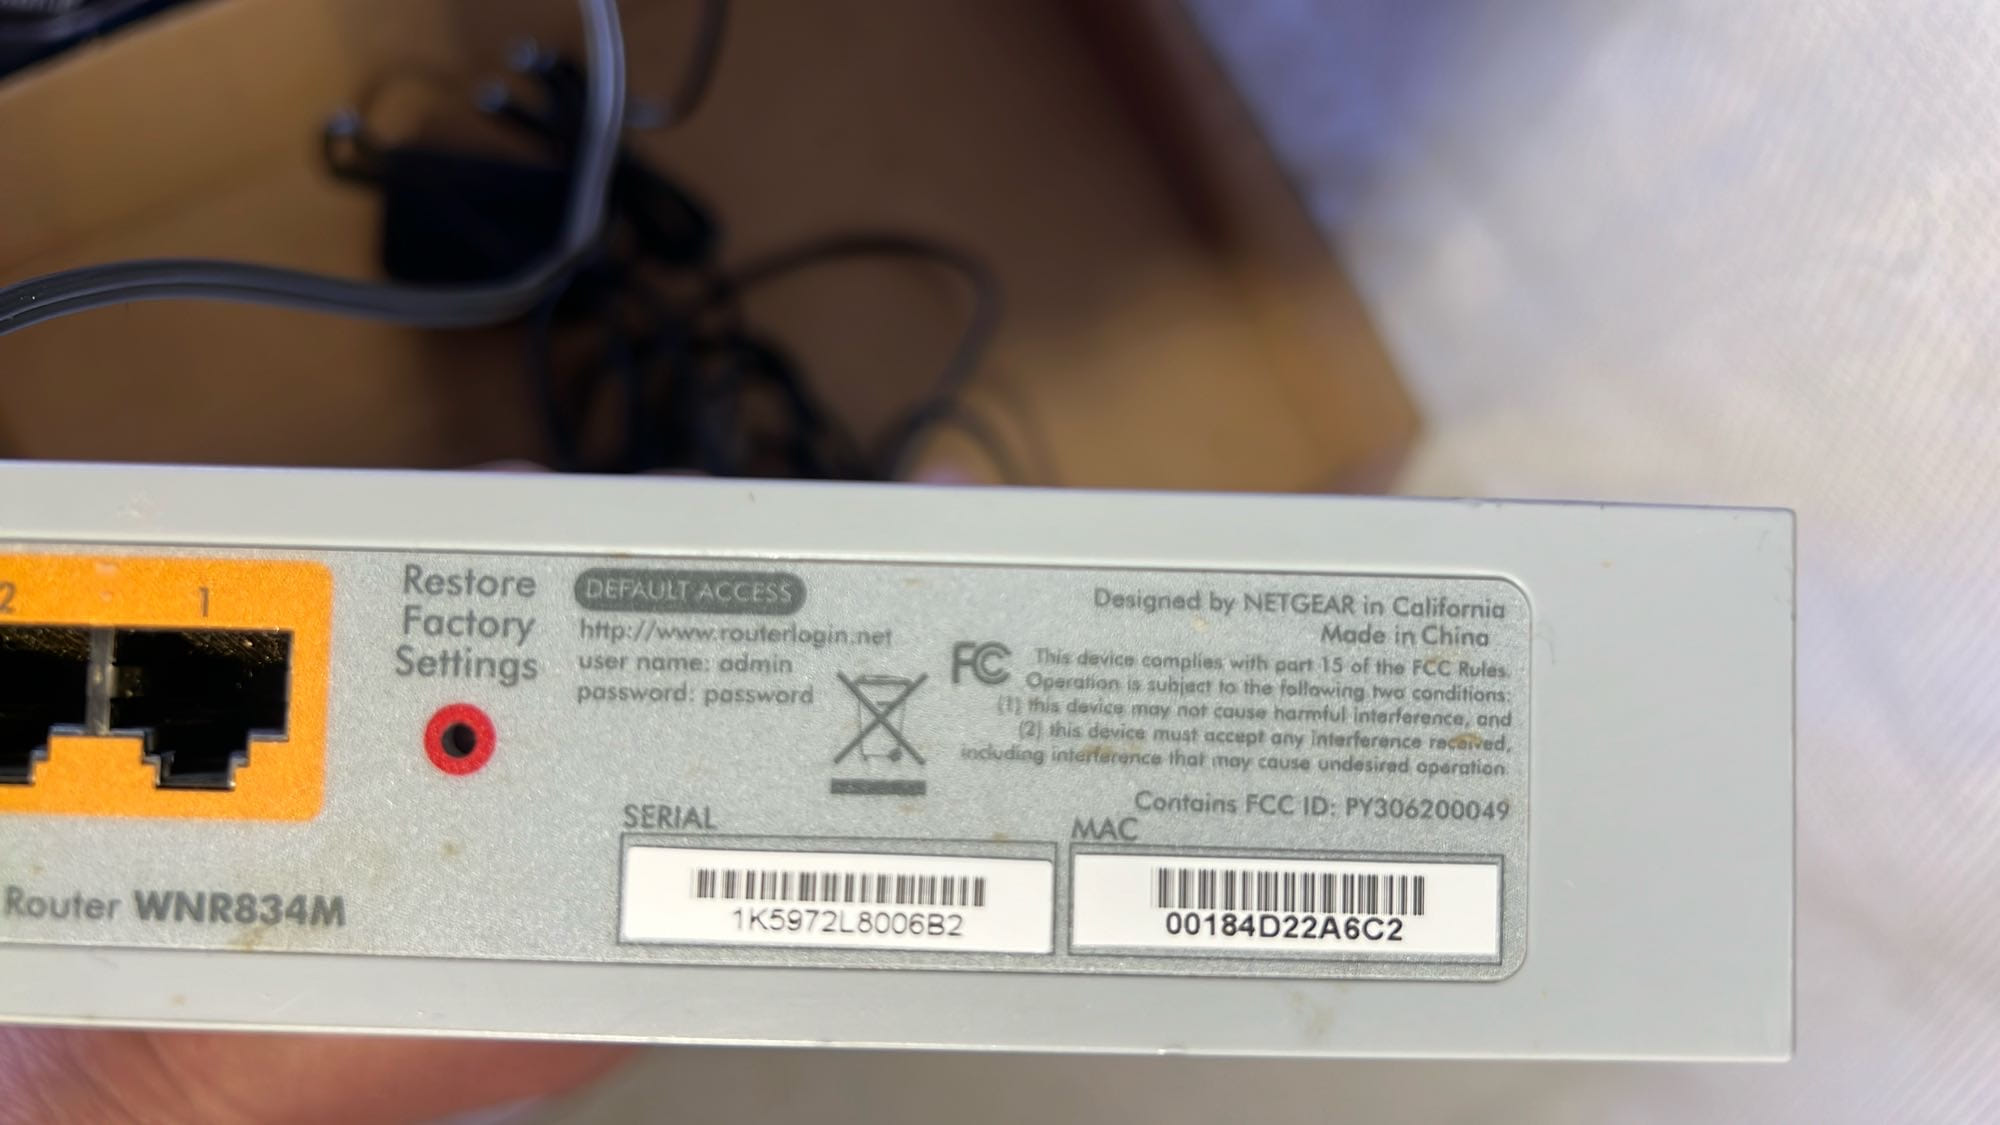 2
1
Restore
Factory
Settings
DEFAULT ACCESS
http://www.routerlogin.net
user name: admin
password: password
Designed by NETGEAR in California
Made in China
FC
This device complies with part 15 of the FCC Rules.
Operation is subject to the following two conditions:
(1) this device may not cause harmful interference, and
(2) this device must accept any interference received,
including interference that may cause undesired operation.
Contains FCC ID: PY306200049
SERIAL
1K5972L8006B2
MAC
00184D22A6C2
Router WNR834M